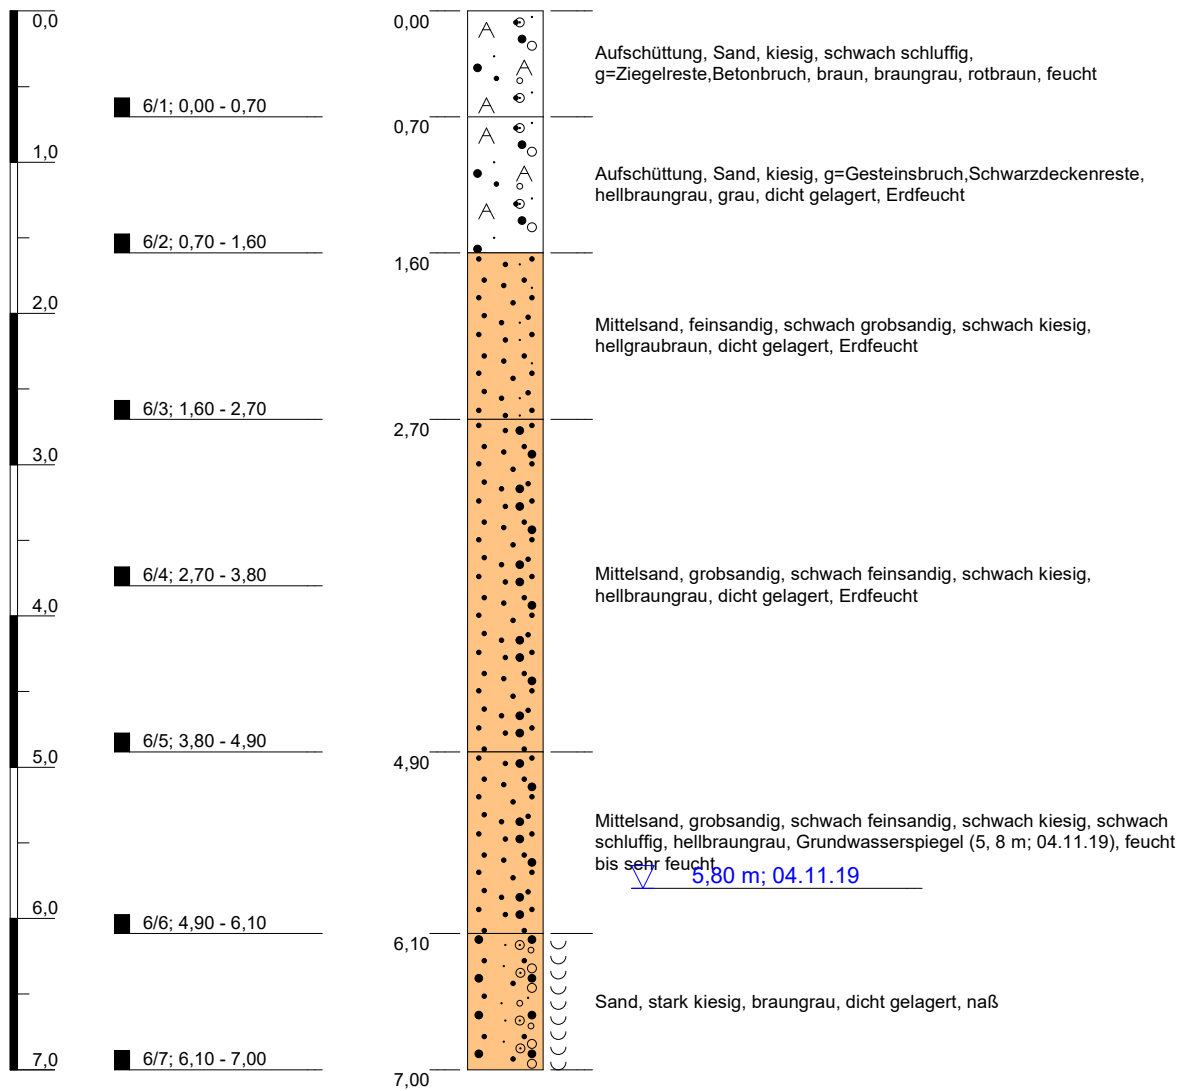 0,0
0,00
Aufschüttung, Sand, kiesig, schwach schluffig,
g=Ziegelreste,Betonbruch, braun, braungrau, rotbraun, feucht
6/1; 0,00 - 0,70
0,70
1,0
Aufschüttung, Sand, kiesig, g=Gesteinsbruch,Schwarzdeckenreste,
hellbraungrau, grau, dicht gelagert, Erdfeucht
6/2; 0,70 - 1,60
1,60
2,0
Mittelsand, feinsandig, schwach grobsandig, schwach kiesig,
hellgraubraun, dicht gelagert, Erdfeucht
6/3; 1,60 - 2,70
2,70
3,0
6/4; 2,70 - 3,80
Mittelsand, grobsandig, schwach feinsandig, schwach kiesig,
hellbraungrau, dicht gelagert, Erdfeucht
4,0
6/5; 3,80 - 4,90
4,90
5,0
Mittelsand, grobsandig, schwach feinsandig, schwach kiesig, schwach
schluffig, hellbraungrau, Grundwasserspiegel (5, 8 m; 04.11.19), feucht
bis sehr feucht
5,80 m; 04.11.19
6,0
6/6; 4,90 - 6,10
6,10
Sand, stark kiesig, braungrau, dicht gelagert, naß
7,0
6/7; 6,10 - 7,00
7,00